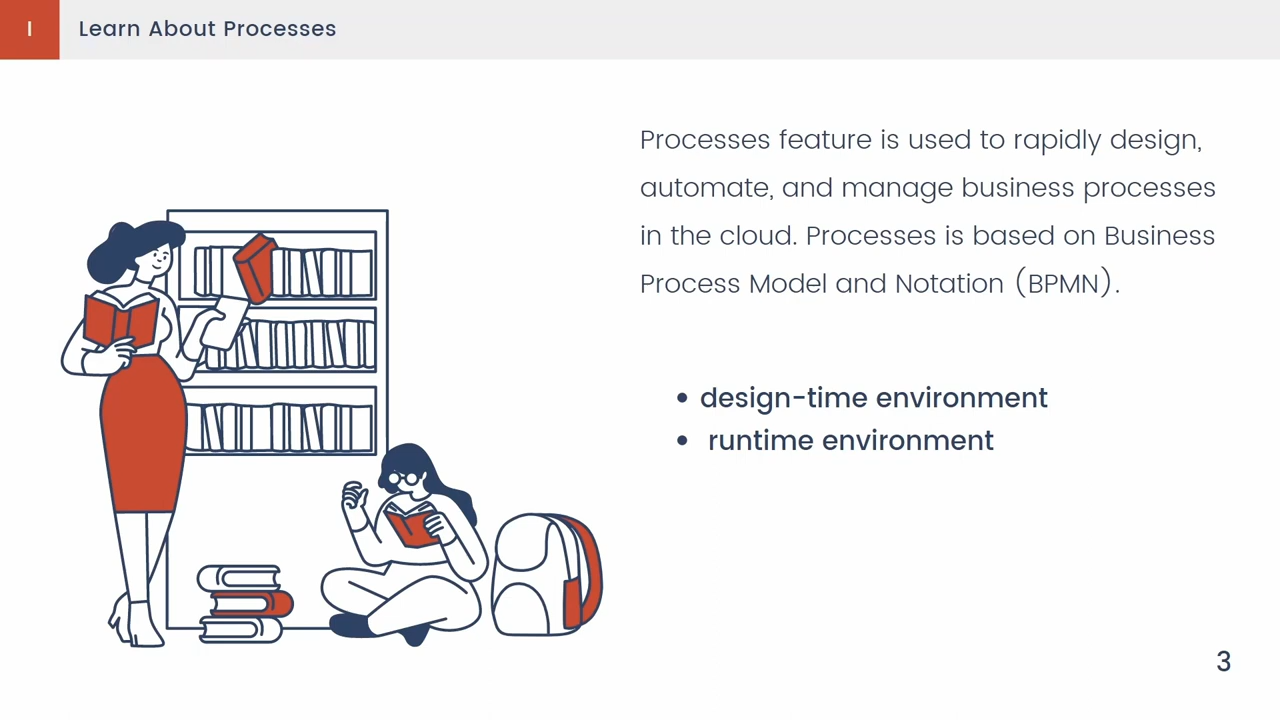 I
Learn About Processes
Processes feature is used to rapidly design,
automate, and manage business processes
in the cloud. Processes is based on Business
Process Model and Notation (BPMN).
• design-time environment
• runtime environment
3